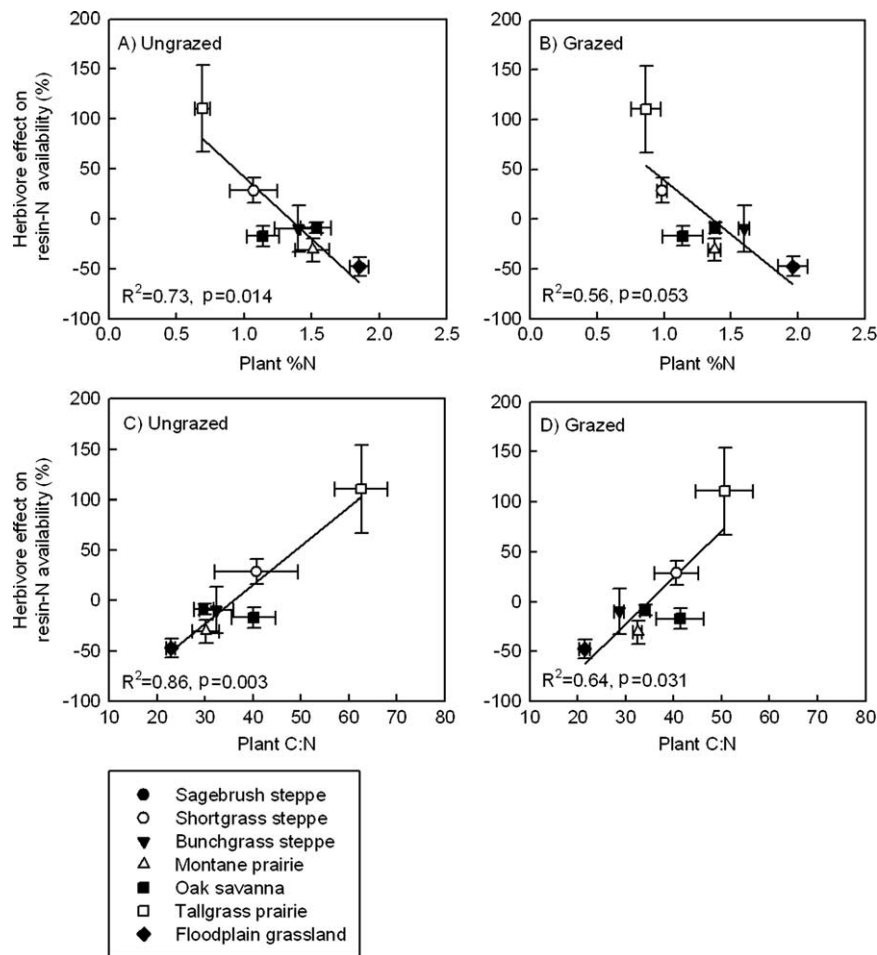 A) Ungrazed
B) Grazed
200
150
100
50
0
-50
-100
Herbivore effect on
resin-N availability (%)
R²=0.73, p=0.014
R²=0.56, p=0.053
0.0 0.5 1.0 1.5 2.0 2.5
0.0 0.5 1.0 1.5 2.0 2.5
Plant %N
Plant %N
C) Ungrazed
D) Grazed
200
150
100
50
0
-50
-100
200
150
100
50
0
-50
-100
Herbivore effect on
resin-N availability (%)
R²=0.86, p=0.003
R²=0.64, p=0.031
10 20 30 40 50 60 70 80
10 20 30 40 50 60 70 80
Plant C:N
Plant C:N
Sagebrush steppe
Shortgrass steppe
Bunchgrass steppe
Montane prairie
Oak savanna
Tallgrass prairie
Floodplain grassland
200
150
100
50
0
-50
-100